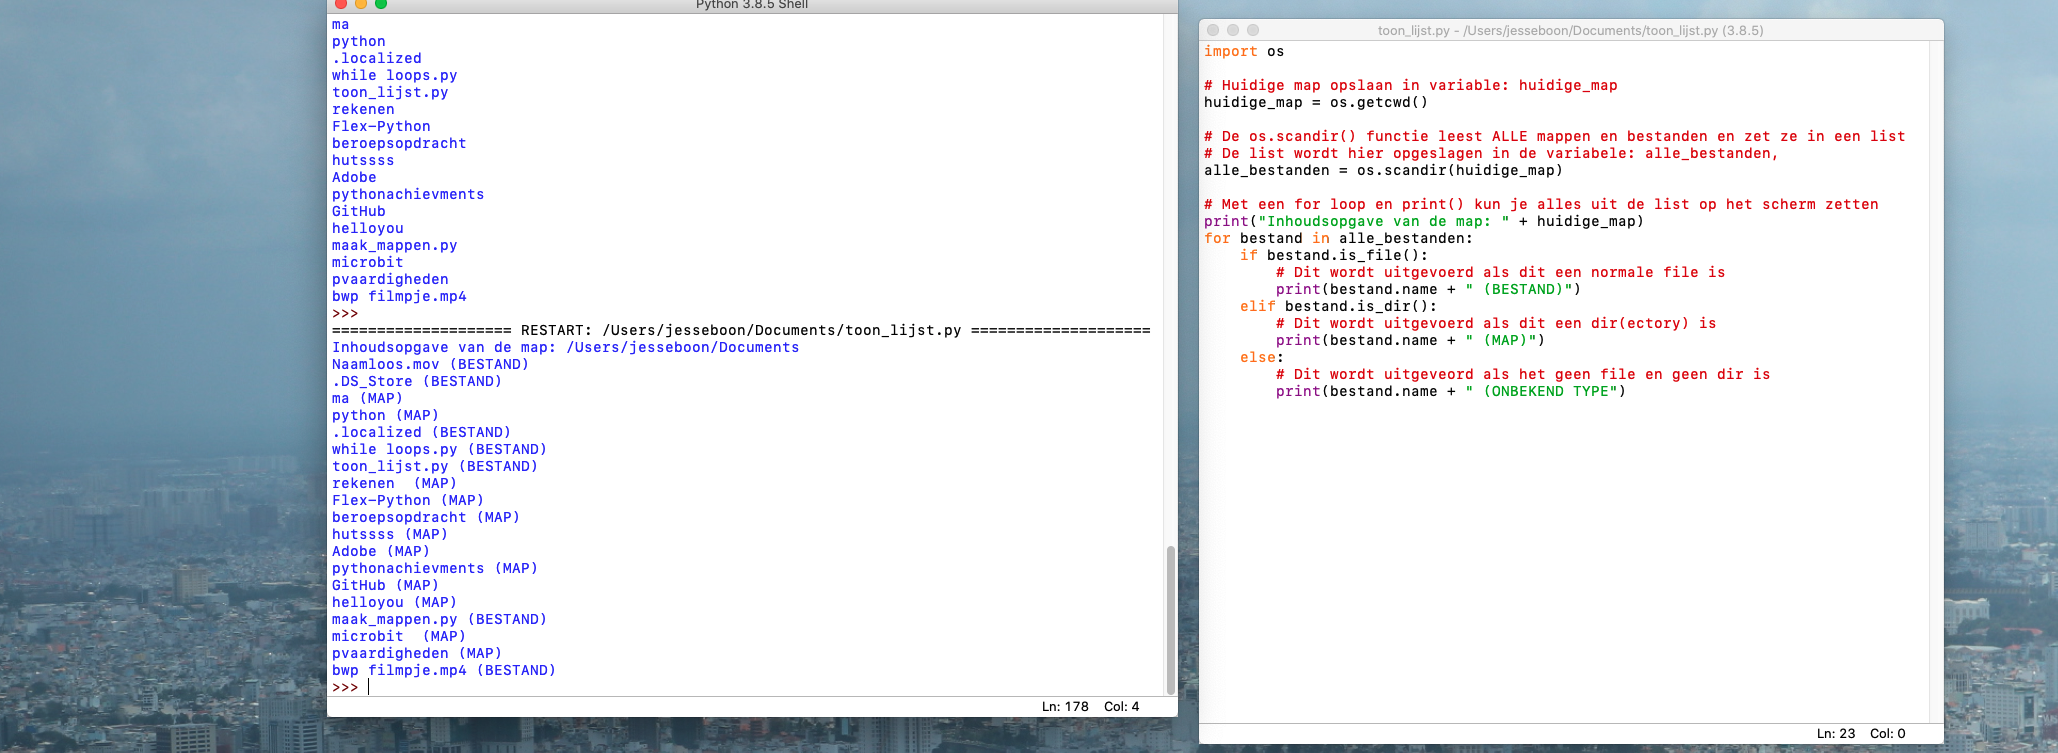 Python 3.8.5 Shell
ma
python
.localized
while loops.py
toon_lijst.py
rekenen
Flex-Python
beroepsopdracht
hutssss
Adobe
pythonachievments
GitHub
helloyou
maak_mappen.py
microbit
pvaardigheden
bwp filmpje.mp4
>>>
==================== RESTART: /Users/jesseboon/Documents/toon_lijst.py ====================
Inhoudsopgave van de map: /Users/jesseboon/Documents
Naamloos.mov (BESTAND)
.DS_Store (BESTAND)
ma (MAP)
python (MAP)
.localized (BESTAND)
while loops.py (BESTAND)
toon_lijst.py (BESTAND)
rekenen  (MAP)
Flex-Python (MAP)
beroepsopdracht (MAP)
hutssss (MAP)
Adobe (MAP)
pythonachievments (MAP)
GitHub (MAP)
helloyou (MAP)
maak_mappen.py (BESTAND)
microbit  (MAP)
pvaardigheden (MAP)
bwp filmpje.mp4 (BESTAND)
>>>
Ln: 178 Col: 4
toon_lijst.py - /Users/jesseboon/Documents/toon_lijst.py (3.8.5)
import os
# Huidige map opslaan in variable: huidige_map
huidige_map = os.getcwd()
# De os.scandir() functie leest ALLE mappen en bestanden en zet ze in een list
# De list wordt hier opgeslagen in de variabele: alle_bestanden,
alle_bestanden = os.scandir(huidige_map)
# Met een for loop en print() kun je alles uit de list op het scherm zetten
print("Inhoudsopgave van de map: " + huidige_map)
for bestand in alle_bestanden:
    if bestand.is_file():
        # Dit wordt uitgevoerd als dit een normale file is
        print(bestand.name + " (BESTAND)")
    elif bestand.is_dir():
        # Dit wordt uitgevoerd als dit een dir(ectory) is
        print(bestand.name + " (MAP)")
    else:
        # Dit wordt uitgeveord als het geen file en geen dir is
        print(bestand.name + " (ONBEKEND TYPE")
Ln: 23 Col: 0